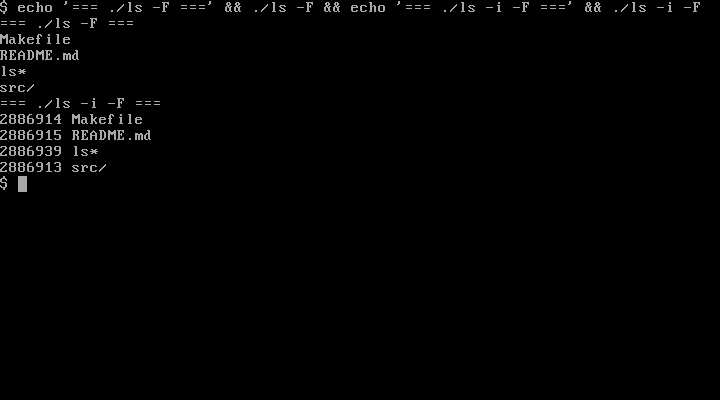 $ echo '=== ./ls -F ===' && ./ls -F && echo '=== ./ls -i -F ===' && ./ls -i -F
=== ./ls -F ===
Makefile
README.md
ls*
src/
=== ./ls -i -F ===
2886914 Makefile
2886915 README.md
2886939 ls*
2886913 src/
$